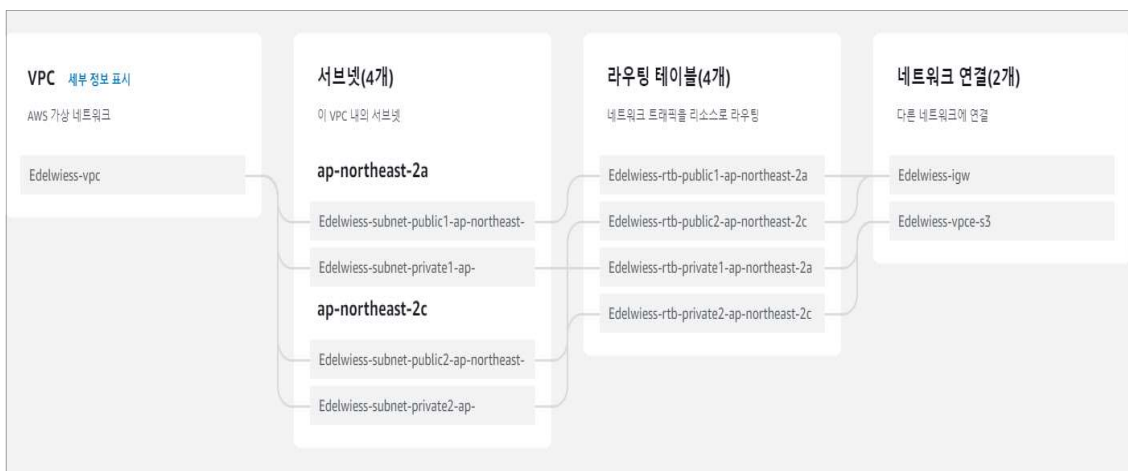 VPC 세부 정보 표시
AWS 가상 네트워크
Edelwiess-vpc
서브넷(4개)
이 VPC 내의 서브넷
ap-northeast-2a
Edelwiess-subnet-public1-ap-northeast-
Edelwiess-subnet-private1-ap-
ap-northeast-2c
Edelwiess-subnet-public2-ap-northeast-
Edelwiess-subnet-private2-ap-
라우팅 테이블(4개)
네트워크 트래픽을 리소스로 라우팅
Edelwiess-rtb-public1-ap-northeast-2a
Edelwiess-rtb-public2-ap-northeast-2c
Edelwiess-rtb-private1-ap-northeast-2a
Edelwiess-rtb-private2-ap-northeast-2c
네트워크 연결(2개)
다른 네트워크에 연결
Edelwiess-igw
Edelwiess-vpce-s3